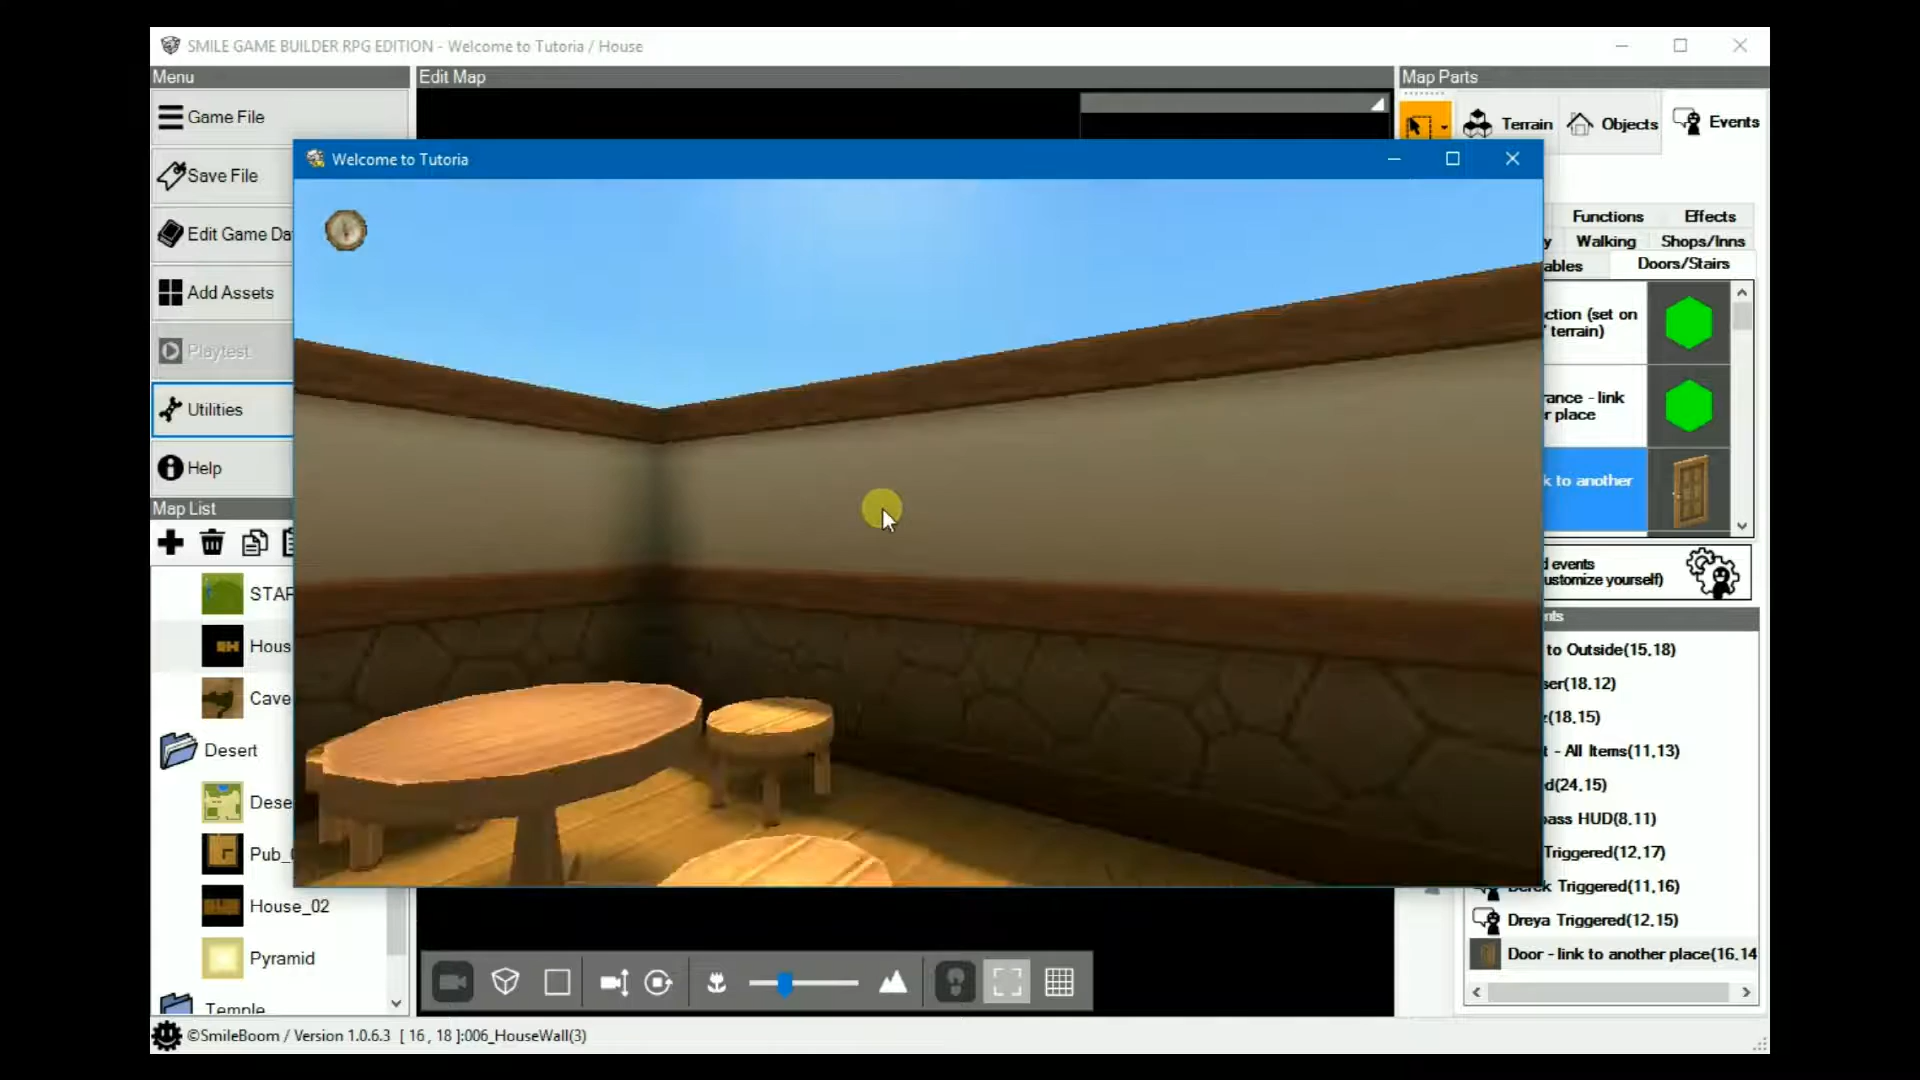 SMILE GAME BUILDER RPG EDITION - Welcome to Tutoria / House
Menu
Edit Map
Map Parts
Game File
Save File
Edit Game Da
Add Assets
Playtest
Utilities
Help
Map List
STAR
Hous
Cave
Desert
Dese
Pub_
House_02
Pyramid
Temple
Welcome to Tutoria
Terrain
Objects
Events
Functions
Effects
y
Walking
Shops/Inns
ables
Doors/Stairs
ction (set on
terrain)
rance - link
r place
k to another
d events
ustomize yourself)
nts
to Outside(15,18)
ser(18,12)
z(18,15)
t - All Items(11,13)
d(24,15)
pass HUD(8,11)
Triggered(12,17)
Derek Triggered(11,16)
Dreya Triggered(12,15)
Door - link to another place(16,14
©SmileBoom / Version 1.0.6.3 [ 16 , 18 ]:006_HouseWall(3)